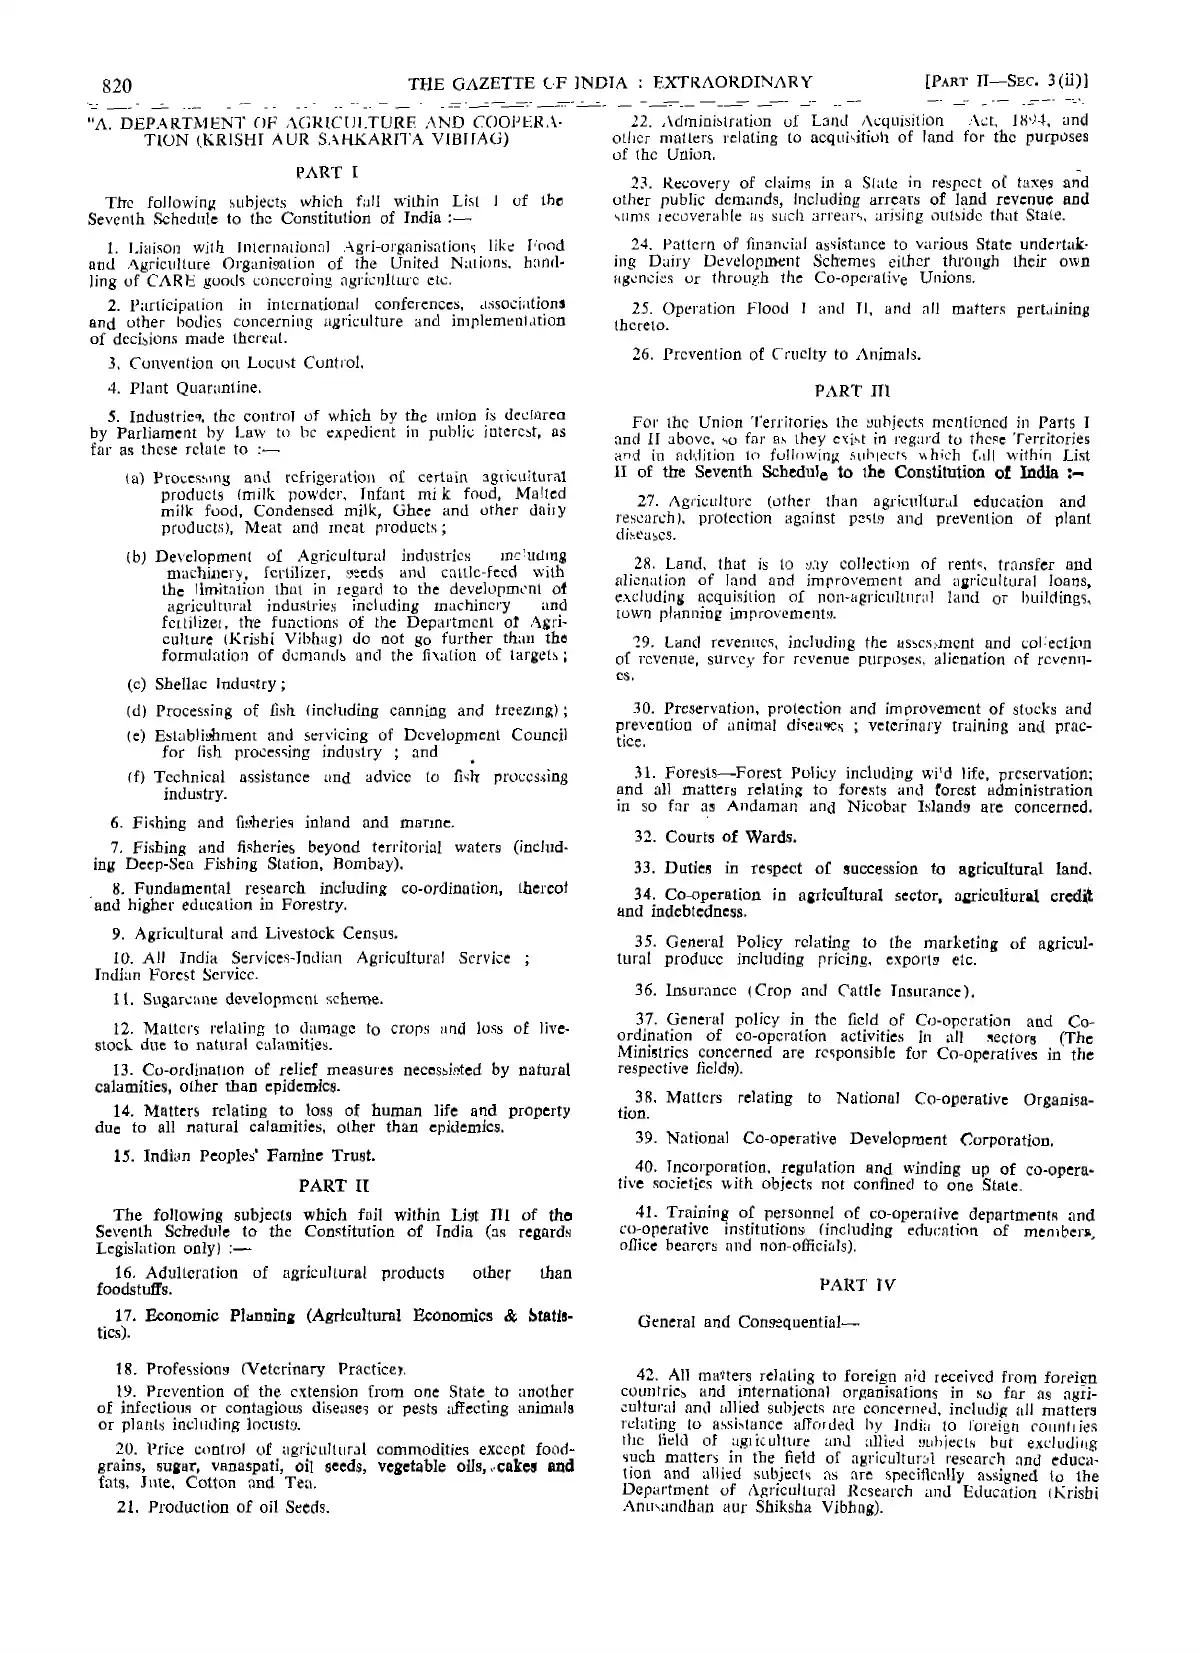 820
THE GAZETTE OF INDIA : EXTRAORDINARY
[PART II—SEC. 3(ii)]
"A. DEPARTMENT OF AGRICULTURE AND COOPERA-
TION (KRISHI AUR SAHKARITA VIBHAG)
PART I
The following subjects which fall within List I of the
Seventh Schedule to the Constitution of India :—
1. Liaison with International Agri-organisations like Food
and Agriculture Organisation of the United Nations, hand-
ling of CARE goods concerning agriculture etc.
2. Participation in international conferences, associations
and other bodies concerning agriculture and implementation
of decisions made thereat.
3. Convention on Locust Control.
4. Plant Quarantine.
5. Industries, the control of which by the union is declared
by Parliament by Law to be expedient in public interest, as
far as these relate to :—
(a) Processing and refrigeration of certain agricultural
products (milk powder, Infant milk food, Malted
milk food, Condensed milk, Ghee and other dairy
products), Meat and meat products ;
(b) Development of Agricultural industries including
machinery, fertilizer, seeds and cattle-feed with
the limitation that in regard to the development of
agricultural industries including machinery and
fertilizer, the functions of the Department of Agri-
culture (Krishi Vibhag) do not go further than the
formulation of demands and the fixation of targets ;
(c) Shellac Industry ;
(d) Processing of fish (including canning and freezing) ;
(e) Establishment and servicing of Development Council
for fish processing industry ; and
(f) Technical assistance and advice to fish processing
industry.
6. Fishing and fisheries inland and marine.
7. Fishing and fisheries beyond territorial waters (includ-
ing Deep-Sea Fishing Station, Bombay).
8. Fundamental research including co-ordination, thereof
and higher education in Forestry.
9. Agricultural and Livestock Census.
10. All India Services-Indian Agricultural Service ;
Indian Forest Service.
11. Sugarcane development scheme.
12. Matters relating to damage to crops and loss of live-
stock due to natural calamities.
13. Co-ordination of relief measures necessisted by natural
calamities, other than epidemics.
14. Matters relating to loss of human life and property
due to all natural calamities, other than epidemics.
15. Indian Peoples' Famine Trust.
PART II
The following subjects which fail within List III of the
Seventh Schedule to the Constitution of India (as regards
Legislation only) :—
16. Adulteration of agricultural products other than
foodstuffs.
17. Economic Planning (Agricultural Economics & Statis-
tics).
18. Professions (Veterinary Practice).
19. Prevention of the extension from one State to another
of infectious or contagious diseases or pests affecting animals
or plants including locusts.
20. Price control of agricultural commodities except food-
grains, sugar, vanaspati, oil seeds, vegetable oils, cakes and
fats, Jute, Cotton and Tea.
21. Production of oil Seeds.
22. Administration of Land Acquisition Act, 1894, and
other matters relating to acquisition of land for the purposes
of the Union.
23. Recovery of claims in a State in respect of taxes and
other public demands, including arrears of land revenue and
sums recoverable as such arrears, arising outside that State.
24. Pattern of financial assistance to various State undertak-
ing Dairy Development Schemes either through their own
agencies or through the Co-operative Unions.
25. Operation Flood I and II, and all matters pertaining
thereto.
26. Prevention of Cruelty to Animals.
PART III
For the Union Territories the subjects mentioned in Parts I
and II above, so far as they exist in regard to these Territories
and in addition to following subjects which fall within List
II of the Seventh Schedule to the Constitution of India :—
27. Agriculture (other than agricultural education and
research), protection against pests and prevention of plant
diseases.
28. Land, that is to say collection of rents, transfer and
alienation of land and improvement and agricultural loans,
excluding acquisition of non-agricultural land or buildings,
town planning improvements.
29. Land revenues, including the assessment and collection
of revenue, survey for revenue purposes, alienation of revenu-
es.
30. Preservation, protection and improvement of stocks and
prevention of animal diseases ; veterinary training and prac-
tice.
31. Forests—Forest Policy including wild life, preservation;
and all matters relating to forests and forest administration
in so far as Andaman and Nicobar Islands are concerned.
32. Courts of Wards.
33. Duties in respect of succession to agricultural land.
34. Co-operation in agricultural sector, agricultural credit
and indebtedness.
35. General Policy relating to the marketing of agricul-
tural produce including pricing, exports etc.
36. Insurance (Crop and Cattle Insurance).
37. General policy in the field of Co-operation and Co-
ordination of co-operation activities in all sectors (The
Ministries concerned are responsible for Co-operatives in the
respective fields).
38. Matters relating to National Co-operative Organisa-
tion.
39. National Co-operative Development Corporation.
40. Incorporation, regulation and winding up of co-opera-
tive societies with objects not confined to one State.
41. Training of personnel of co-operative departments and
co-operative institutions (including education of members,
office bearers and non-officials).
PART IV
General and Consequential—
42. All matters relating to foreign aid received from foreign
countries and international organisations in so far as agri-
cultural and allied subjects are concerned, includig all matters
relating to assistance afforded by India to foreign countries
the field of agriculture and allied subjects but excluding
such matters in the field of agricultural research and educa-
tion and allied subjects as are specifically assigned to the
Department of Agricultural Research and Education (Krishi
Anusandhan aur Shiksha Vibhag).